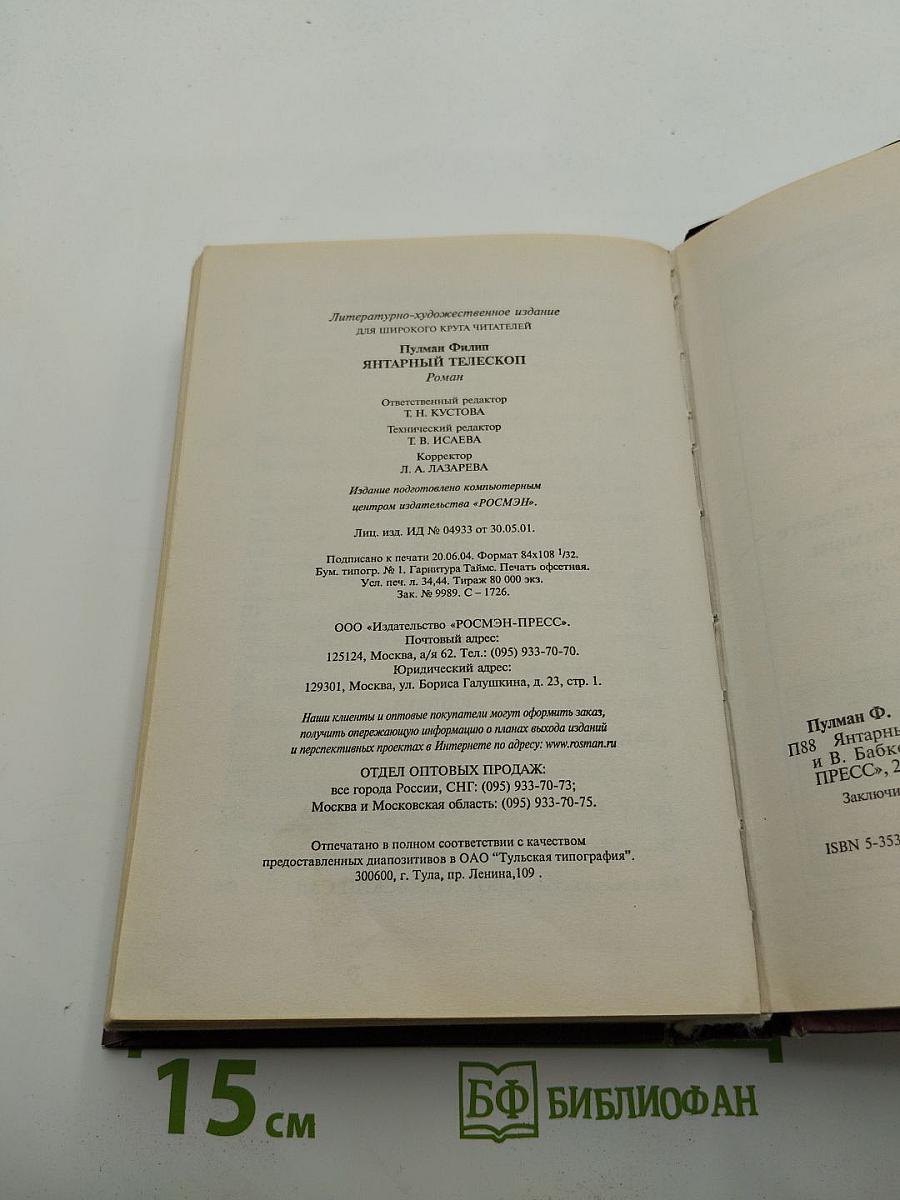 Литературно-художественное издание
ДЛЯ ШИРОКОГО КРУГА ЧИТАТЕЛЕЙ
Пулман Филип
ЯНТАРНЫЙ ТЕЛЕСКОП
Роман
Ответственный редактор
Т. Н. КУСТОВА
Технический редактор
Т. В. ИСАЕВА
Корректор
Л. А. ЛАЗАРЕВА
Издание подготовлено компьютерным
центром издательства «РОСМЭН».
Лиц. изд. ИД № 04933 от 30.05.01.
Подписано к печати 20.06.04. Формат 84x108 1/32.
Бум. типогр. № 1. Гарнитура Таймс. Печать офсетная.
Усл. печ. л. 34,44. Тираж 80 000 экз.
Зак. № 9989. С – 1726.
ООО «Издательство «РОСМЭН-ПРЕСС».
Почтовый адрес:
125124, Москва, а/я 62. Тел.: (095) 933-70-70.
Юридический адрес:
129301, Москва, ул. Бориса Галушкина, д. 23, стр. 1.
Наши клиенты и оптовые покупатели могут оформить заказ,
получить опережающую информацию о планах выхода изданий
и перспективных проектах в Интернете по адресу: www.rosman.ru
ОТДЕЛ ОПТОВЫХ ПРОДАЖ:
все города России, СНГ: (095) 933-70-73;
Москва и Московская область: (095) 933-70-75.
Отпечатано в полном соответствии с качеством
предоставленных диапозитивов в ОАО “Тульская типография”.
300600, г. Тула, пр. Ленина,109 .
Пулман Ф.
П88 Янтарны
и В. Бабк
ПРЕСС», 2
Заключи
ISBN 5-353
15 см
БФ БИБЛИОФАН